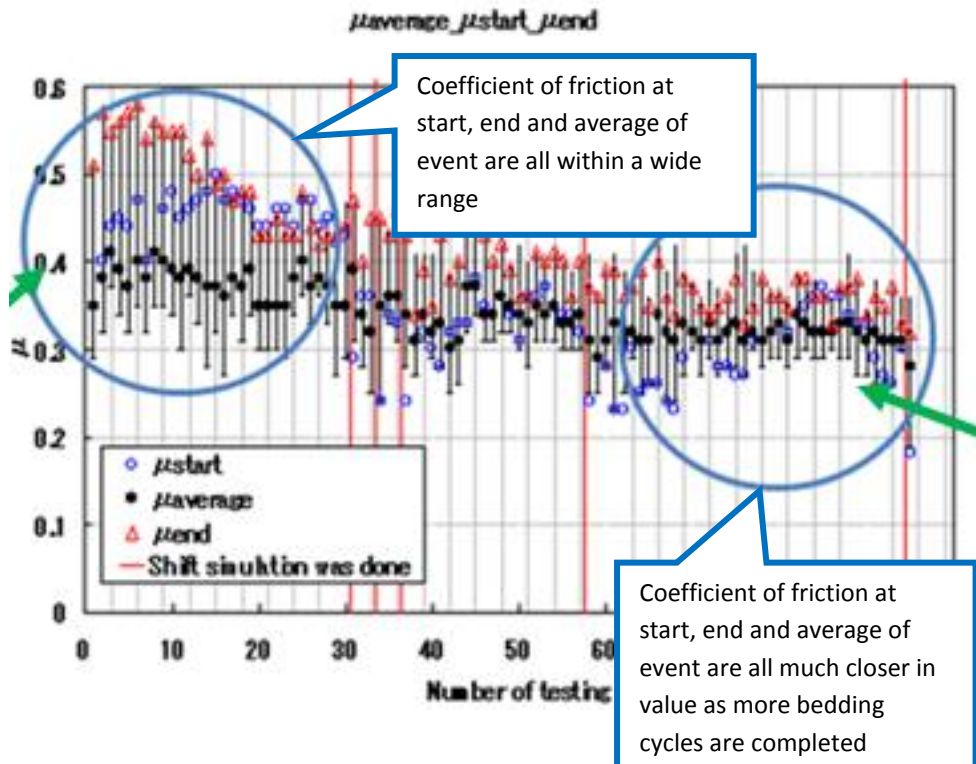 μaverage_μstart_μend
Coefficient of friction at
start, end and average of
event are all within a wide
range
0.6
0.5
0.4
0.3
0.2
0.1
0
μ
μstart
μaverage
μend
Shift simulation was done
0 10 20 30 40 50 60
Number of testing
Coefficient of friction at
start, end and average of
event are all much closer in
value as more bedding
cycles are completed